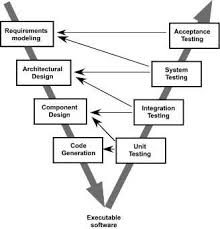 Requirements
modeling
Acceptance
Testing
Architectural
Design
System
Testing
Component
Design
Integration
Testing
Code
Generation
Unit
Testing
Executable
software